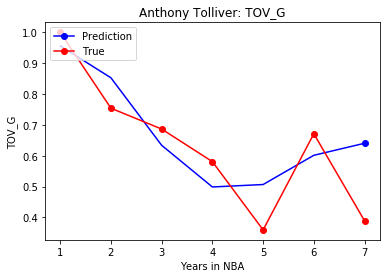 Anthony Tolliver: TOV_G
Prediction
True
1.0
0.9
0.8
0.7
0.6
0.5
0.4
TOV_G
1 2 3 4 5 6 7
Years in NBA